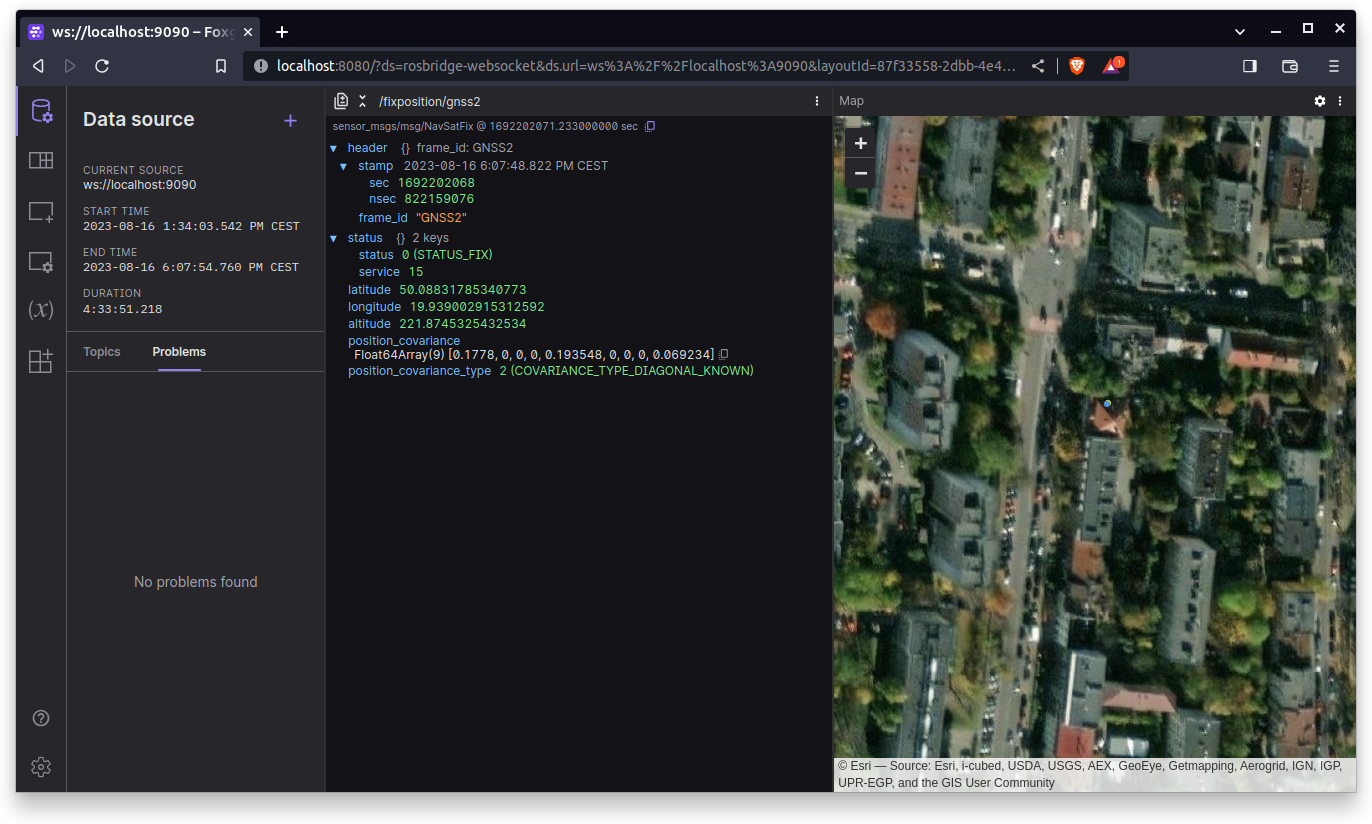 ws://localhost:9090 – Foxg
localhost:8080/?ds=rosbridge-websocket&ds.url=ws%3A%2F%2Flocalhost%3A9090&layoutId=87f33558-2dbb-4e4...
1
Data source
CURRENT SOURCE
ws://localhost:9090
START TIME
2023-08-16 1:34:03.542 PM CEST
END TIME
2023-08-16 6:07:54.760 PM CEST
DURATION
4:33:51.218
Topics Problems
No problems found
/fixposition/gnss2
sensor_msgs/msg/NavSatFix @ 1692202071.233000000 sec
header {} frame_id: GNSS2
stamp 2023-08-16 6:07:48.822 PM CEST
sec 1692202068
nsec 822159076
frame_id "GNSS2"
status {} 2 keys
status 0 (STATUS_FIX)
service 15
latitude 50.08831785340773
longitude 19.939002915312592
altitude 221.8745325432534
position_covariance
Float64Array(9) [0.1778, 0, 0, 0, 0.193548, 0, 0, 0, 0.069234]
position_covariance_type 2 (COVARIANCE_TYPE_DIAGONAL_KNOWN)
Map
+
−
© Esri — Source: Esri, i-cubed, USDA, USGS, AEX, GeoEye, Getmapping, Aerogrid, IGN, IGP,
UPR-EGP, and the GIS User Community